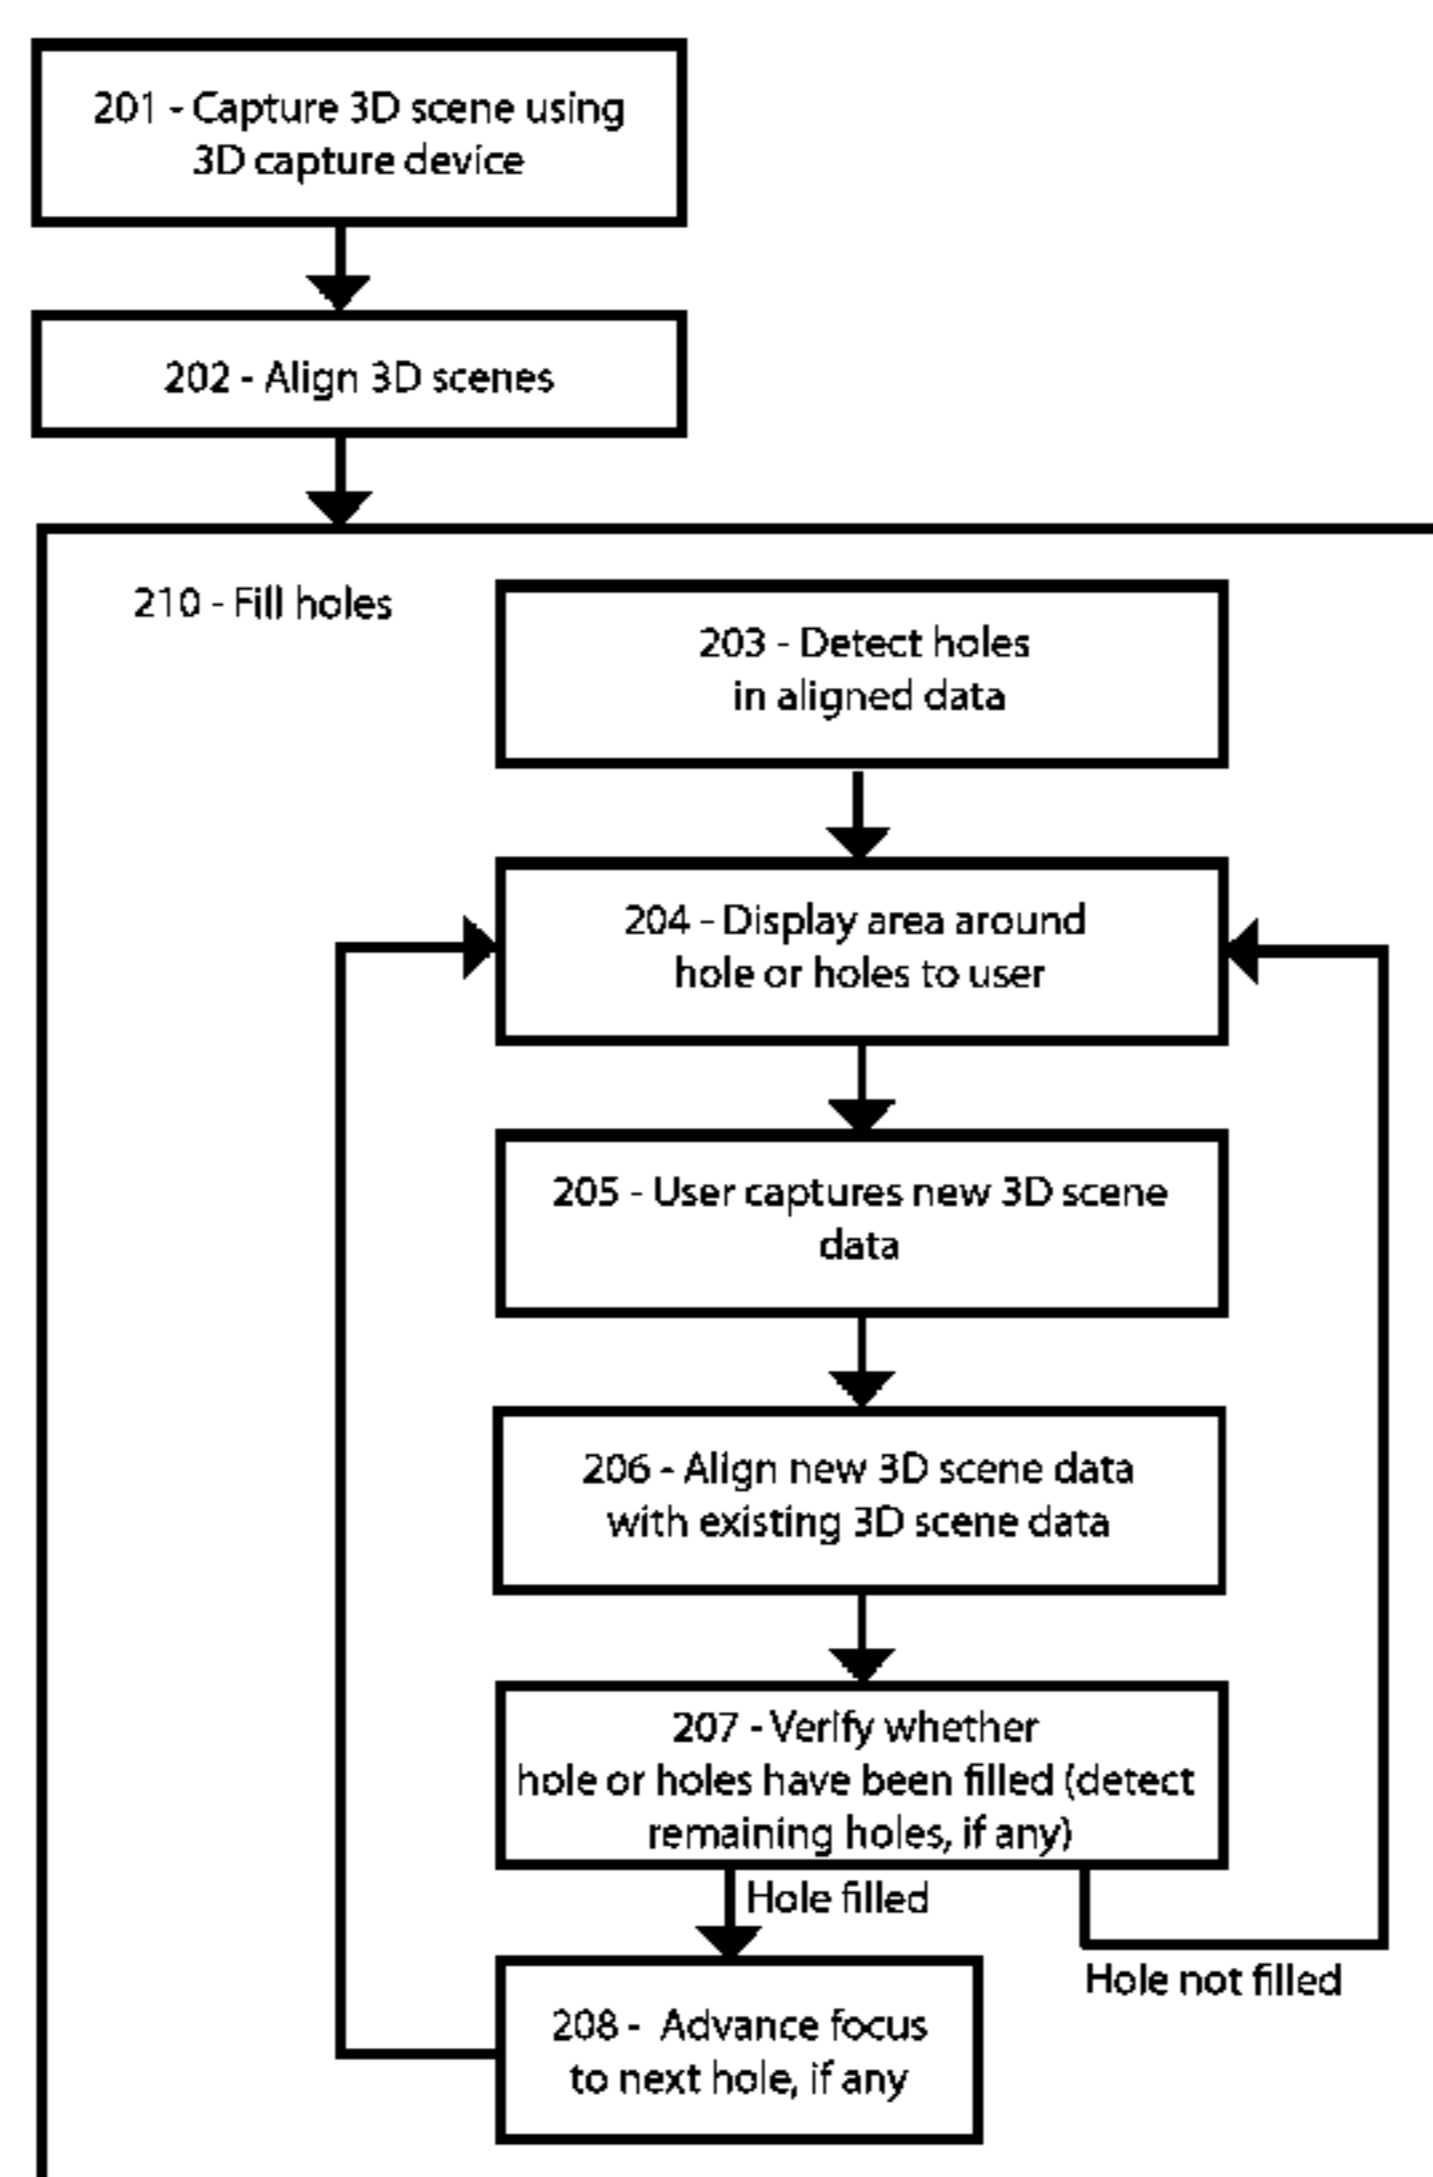 201 - Capture 3D scene using
3D capture device
202 - Align 3D scenes
210 - Fill holes
203 - Detect holes
in aligned data
204 - Display area around
hole or holes to user
205 - User captures new 3D scene
data
206 - Align new 3D scene data
with existing 3D scene data
207 - Verify whether
hole or holes have been filled (detect
remaining holes, if any)
Hole filled
Hole not filled
208 - Advance focus
to next hole, if any